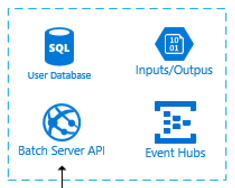 SQL
User Database
10
01
Inputs/Outpus
Batch Server API
Event Hubs